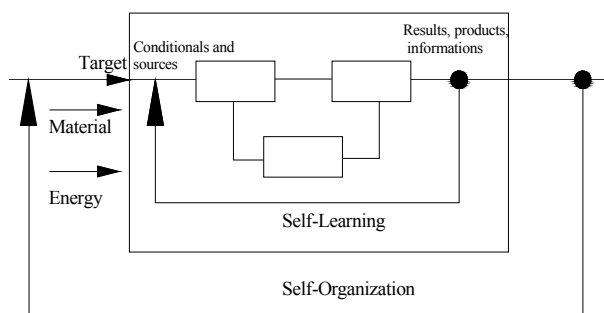 Conditionals and
sources
Results, products,
informations
Target
Material
Energy
Self-Learning
Self-Organization